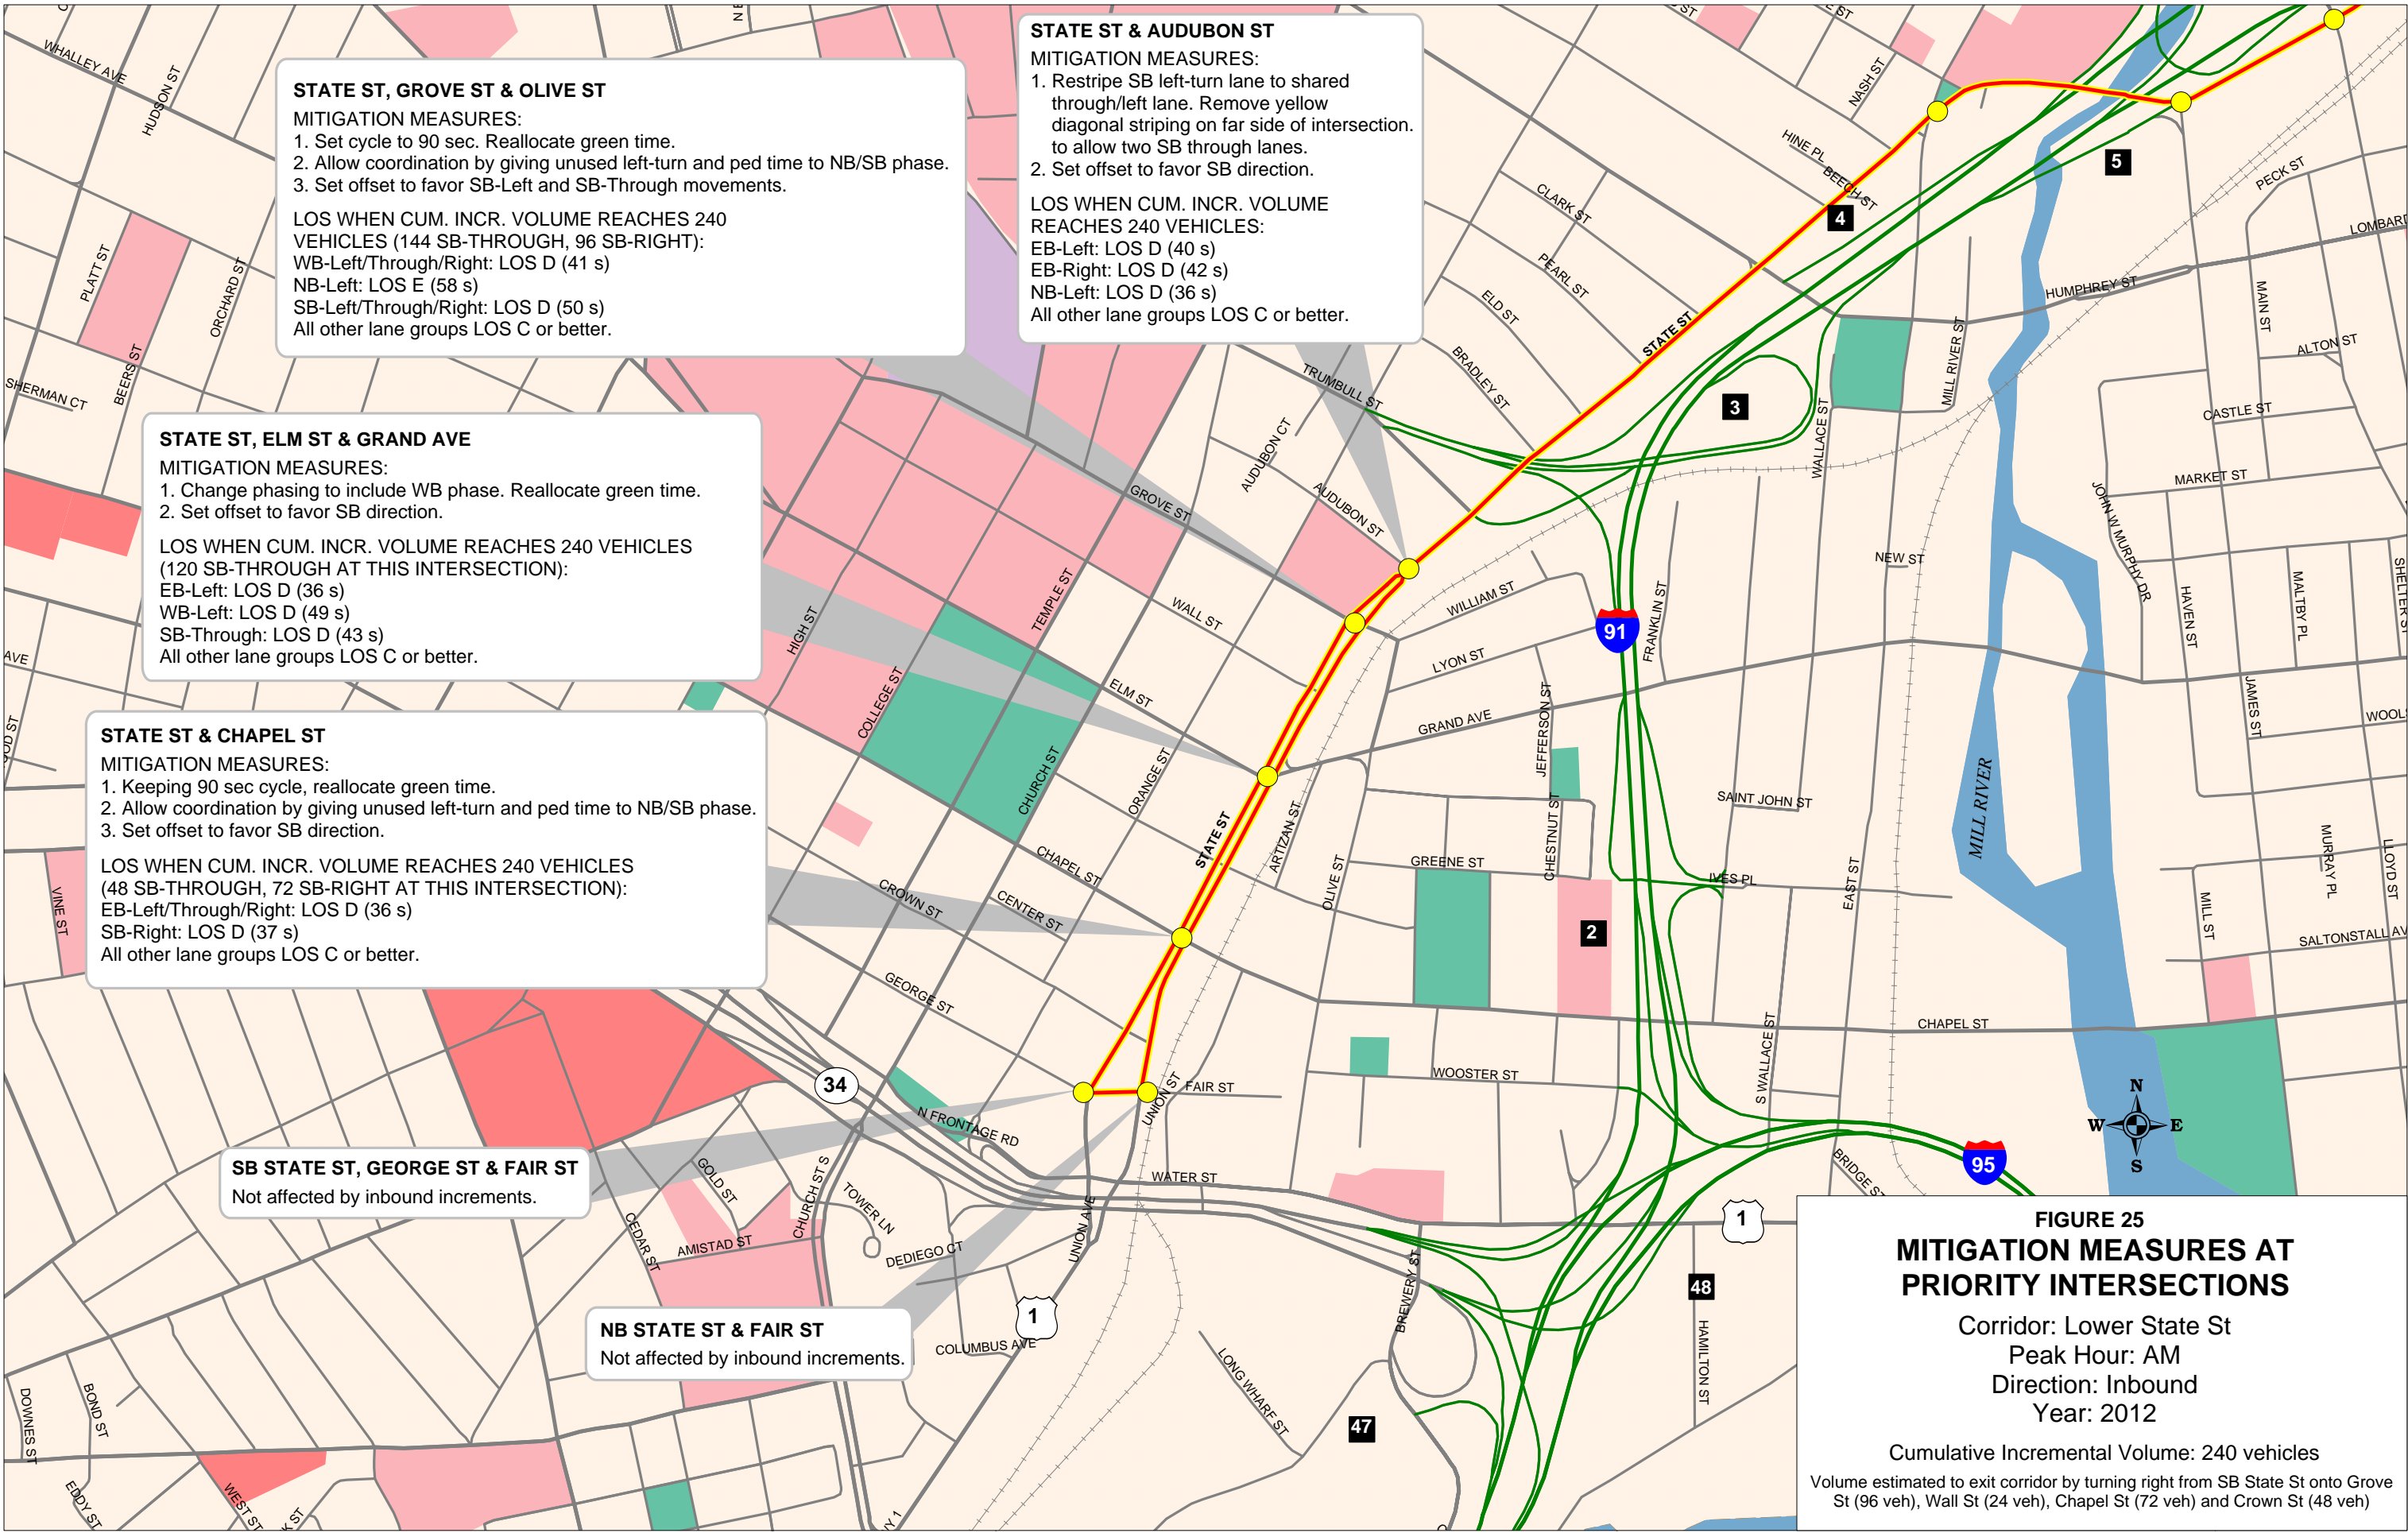 STATE ST, GROVE ST & OLIVE ST
MITIGATION MEASURES:
1. Set cycle to 90 sec. Reallocate green time.
2. Allow coordination by giving unused left-turn and ped time to NB/SB phase.
3. Set offset to favor SB-Left and SB-Through movements.
LOS WHEN CUM. INCR. VOLUME REACHES 240
VEHICLES (144 SB-THROUGH, 96 SB-RIGHT):
WB-Left/Through/Right: LOS D (41 s)
NB-Left: LOS E (58 s)
SB-Left/Through/Right: LOS D (50 s)
All other lane groups LOS C or better.
STATE ST & AUDUBON ST
MITIGATION MEASURES:
1. Restripe SB left-turn lane to shared
through/left lane. Remove yellow
diagonal striping on far side of intersection.
to allow two SB through lanes.
2. Set offset to favor SB direction.
LOS WHEN CUM. INCR. VOLUME
REACHES 240 VEHICLES:
EB-Left: LOS D (40 s)
EB-Right: LOS D (42 s)
NB-Left: LOS D (36 s)
All other lane groups LOS C or better.
STATE ST, ELM ST & GRAND AVE
MITIGATION MEASURES:
1. Change phasing to include WB phase. Reallocate green time.
2. Set offset to favor SB direction.
LOS WHEN CUM. INCR. VOLUME REACHES 240 VEHICLES
(120 SB-THROUGH AT THIS INTERSECTION):
EB-Left: LOS D (36 s)
WB-Left: LOS D (49 s)
SB-Through: LOS D (43 s)
All other lane groups LOS C or better.
STATE ST & CHAPEL ST
MITIGATION MEASURES:
1. Keeping 90 sec cycle, reallocate green time.
2. Allow coordination by giving unused left-turn and ped time to NB/SB phase.
3. Set offset to favor SB direction.
LOS WHEN CUM. INCR. VOLUME REACHES 240 VEHICLES
(48 SB-THROUGH, 72 SB-RIGHT AT THIS INTERSECTION):
EB-Left/Through/Right: LOS D (36 s)
SB-Right: LOS D (37 s)
All other lane groups LOS C or better.
SB STATE ST, GEORGE ST & FAIR ST
Not affected by inbound increments.
NB STATE ST & FAIR ST
Not affected by inbound increments.
FIGURE 25
MITIGATION MEASURES AT
PRIORITY INTERSECTIONS
Corridor: Lower State St
Peak Hour: AM
Direction: Inbound
Year: 2012
Cumulative Incremental Volume: 240 vehicles
Volume estimated to exit corridor by turning right from SB State St onto Grove
St (96 veh), Wall St (24 veh), Chapel St (72 veh) and Crown St (48 veh)
WHALLEY AVE
HUDSON ST
PLATT ST
ORCHARD ST
BEERS ST
SHERMAN CT
AVE
VINE ST
NASH ST
HINE PL
BEECH ST
CLARK ST
PEARL ST
ELD ST
BRADLEY ST
TRUMBULL ST
STATE ST
AUDUBON CT
AUDUBON ST
GROVE ST
WALL ST
TEMPLE ST
HIGH ST
COLLEGE ST
CHURCH ST
ELM ST
ORANGE ST
STATE ST
ARTIZAN ST
OLIVE ST
CHAPEL ST
CENTER ST
CROWN ST
GEORGE ST
WILLIAM ST
LYON ST
GRAND AVE
JEFFERSON ST
FRANKLIN ST
CHESTNUT ST
GREENE ST
SAINT JOHN ST
IVES PL
EAST ST
NEW ST
WALLACE ST
MILL RIVER ST
HUMPHREY ST
PECK ST
LOMBARD
MAIN ST
ALTON ST
CASTLE ST
MARKET ST
JOHN W MURPHY DR
HAVEN ST
MALTBY PL
SHELTER ST
JAMES ST
WOOL
MURRAY PL
LLOYD ST
MILL ST
SALTONSTALL AV
MILL RIVER
CHAPEL ST
WOOSTER ST
S WALLACE ST
FAIR ST
UNION ST
WATER ST
N FRONTAGE RD
UNION AVE
BRIDGE ST
HAMILTON ST
BREWERY ST
LONG WHARF ST
COLUMBUS AVE
DEDIEGO CT
TOWER LN
CHURCH ST S
GOLD ST
AMISTAD ST
CEDAR ST
DOWNES ST
BOND ST
EDDY ST
WEST ST
K ST
91
95
34
1
1
2
3
4
5
47
48
N
W
E
S